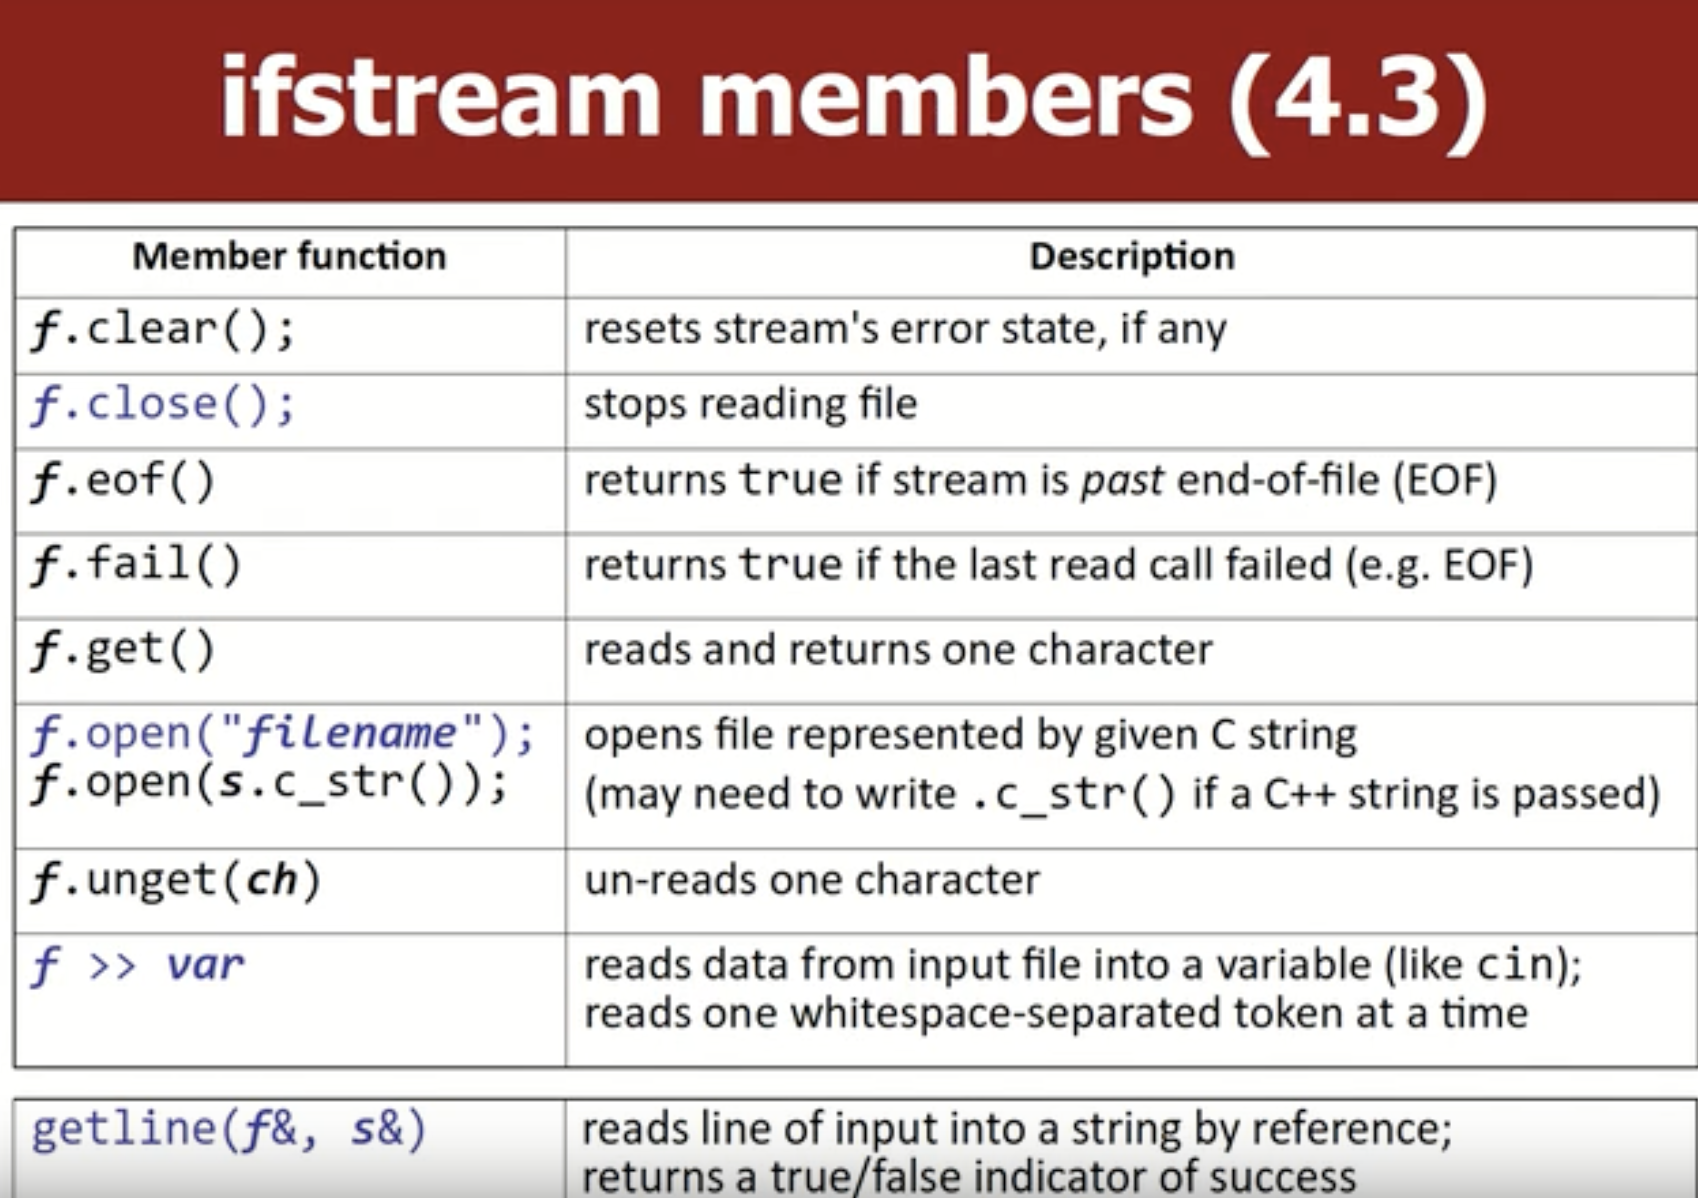 ifstream members (4.3)
Member function Description
f.clear(); resets stream's error state, if any
f.close(); stops reading file
f.eof() returns true if stream is past end-of-file (EOF)
f.fail() returns true if the last read call failed (e.g. EOF)
f.get() reads and returns one character
f.open("filename"); opens file represented by given C string
f.open(s.c_str()); (may need to write .c_str() if a C++ string is passed)
f.unget(ch) un-reads one character
f >> var reads data from input file into a variable (like cin);
reads one whitespace-separated token at a time
getline(f&, s&) reads line of input into a string by reference;
returns a true/false indicator of success